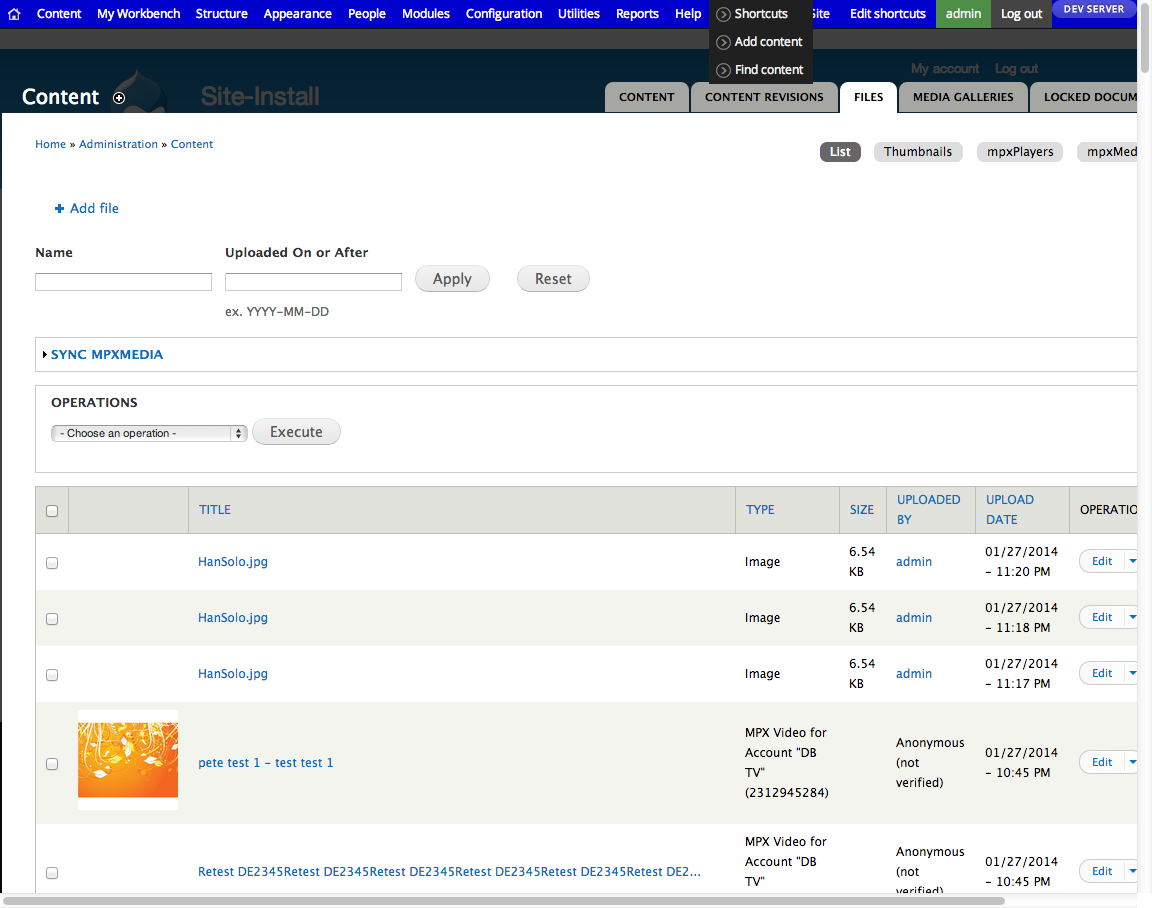 Content My Workbench Structure Appearance People Modules Configuration Utilities Reports Help Shortcuts Site Edit shortcuts admin Log out DEV SERVER
Add content
Find content
My account Log out
Content Site-Install
CONTENT CONTENT REVISIONS FILES MEDIA GALLERIES LOCKED DOCUM
Home » Administration » Content
List Thumbnails mpxPlayers mpxMed
Add file
Name Uploaded On or After
Apply Reset
ex. YYYY-MM-DD
SYNC MPXMEDIA
OPERATIONS
- Choose an operation - Execute
TITLE TYPE SIZE UPLOADED BY UPLOAD DATE OPERATIO
HanSolo.jpg Image 6.54 KB admin 01/27/2014 – 11:20 PM Edit
HanSolo.jpg Image 6.54 KB admin 01/27/2014 – 11:18 PM Edit
HanSolo.jpg Image 6.54 KB admin 01/27/2014 – 11:17 PM Edit
pete test 1 – test test 1 MPX Video for Account "DB TV" (2312945284) Anonymous (not verified) 01/27/2014 – 10:45 PM Edit
Retest DE2345Retest DE2345Retest DE2345Retest DE2345Retest DE2345Retest DE2... MPX Video for Account "DB TV" Anonymous (not verified) 01/27/2014 – 10:45 PM Edit